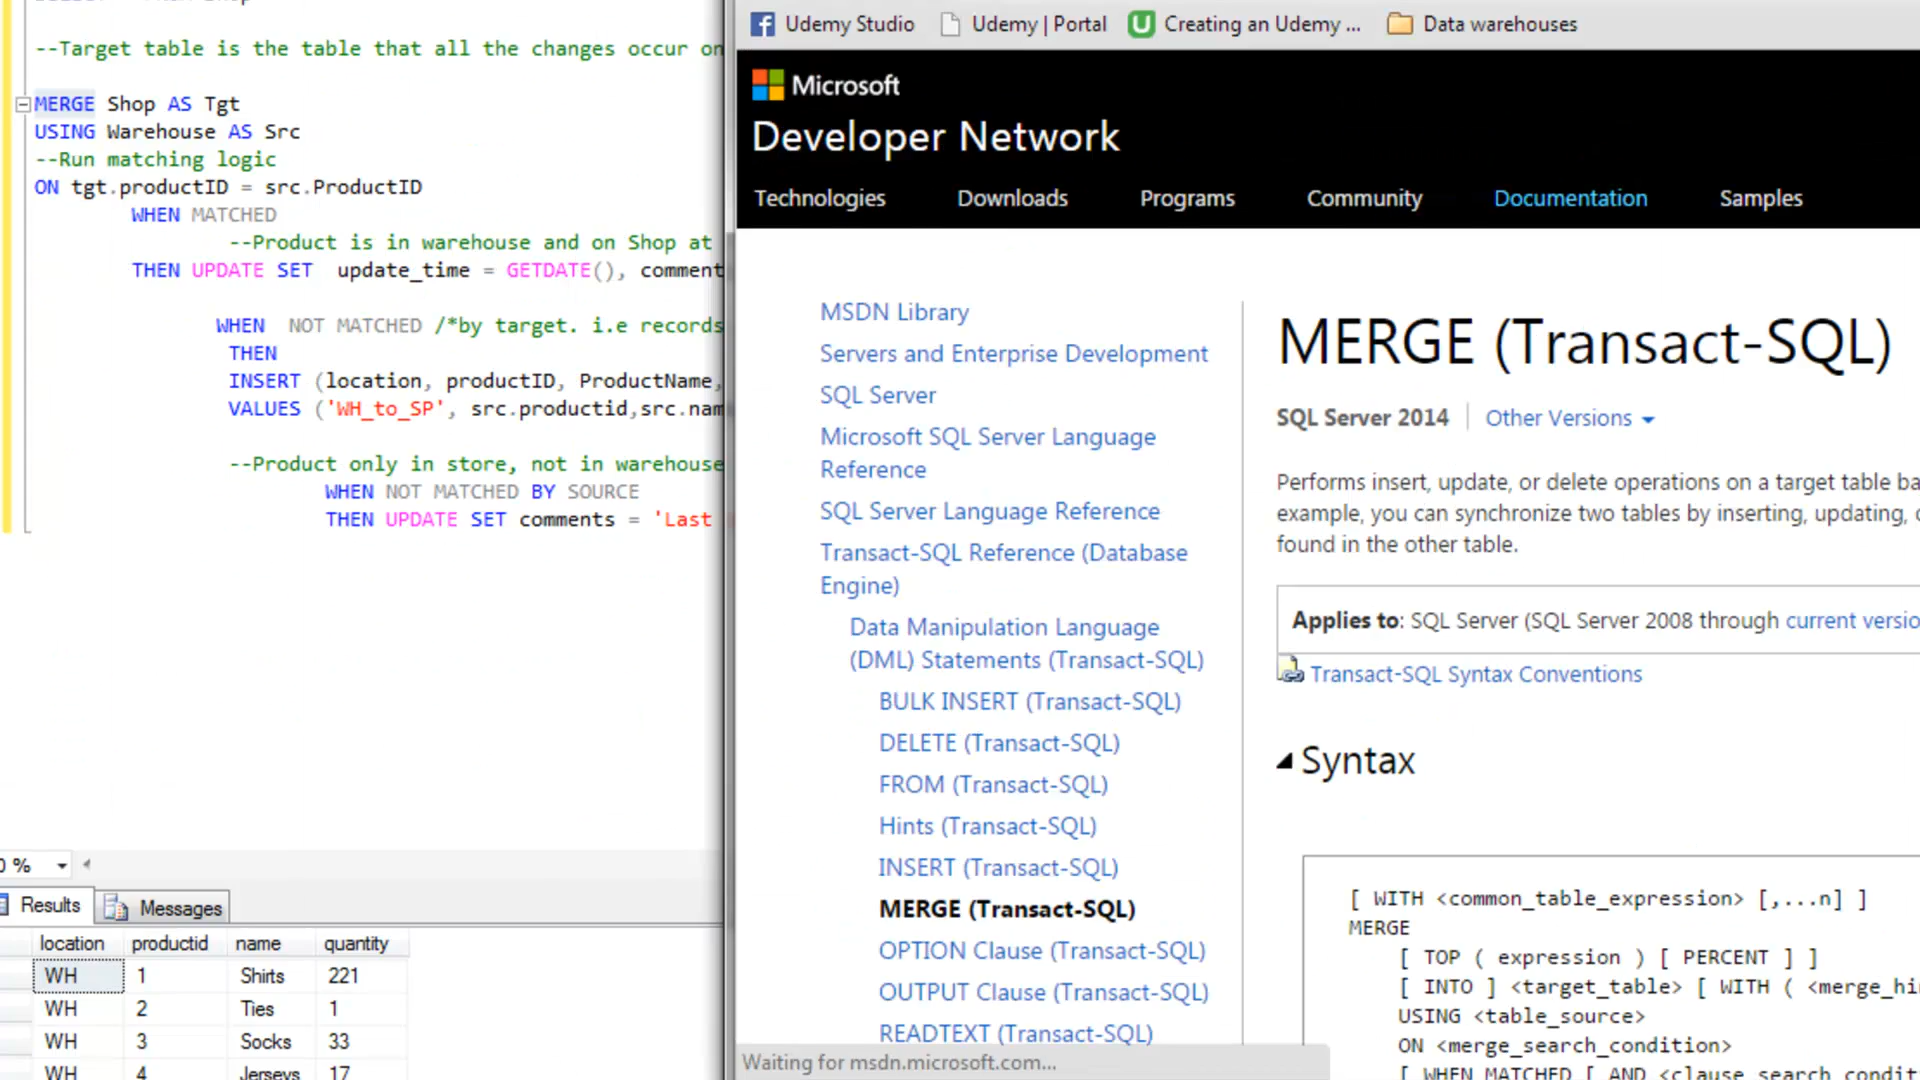 --Target table is the table that all the changes occur on
MERGE Shop AS Tgt
USING Warehouse AS Src
--Run matching logic
ON tgt.productID = src.ProductID
WHEN MATCHED
--Product is in warehouse and on Shop at
THEN UPDATE SET update_time = GETDATE(), comment
WHEN NOT MATCHED /*by target. i.e records
THEN
INSERT (location, productID, ProductName,
VALUES ('WH_to_SP', src.productid,src.nam
--Product only in store, not in warehouse
WHEN NOT MATCHED BY SOURCE
THEN UPDATE SET comments = 'Last
0 %
Results
Messages
location productid name quantity
WH 1 Shirts 221
WH 2 Ties 1
WH 3 Socks 33
WH 4 Jerseys 17
Udemy Studio
Udemy | Portal
Creating an Udemy ...
Data warehouses
Microsoft
Developer Network
Technologies Downloads Programs Community Documentation Samples
MSDN Library
Servers and Enterprise Development
SQL Server
Microsoft SQL Server Language
Reference
SQL Server Language Reference
Transact-SQL Reference (Database
Engine)
Data Manipulation Language
(DML) Statements (Transact-SQL)
BULK INSERT (Transact-SQL)
DELETE (Transact-SQL)
FROM (Transact-SQL)
Hints (Transact-SQL)
INSERT (Transact-SQL)
MERGE (Transact-SQL)
OPTION Clause (Transact-SQL)
OUTPUT Clause (Transact-SQL)
READTEXT (Transact-SQL)
Waiting for msdn.microsoft.com...
MERGE (Transact-SQL)
SQL Server 2014 Other Versions
Performs insert, update, or delete operations on a target table ba
example, you can synchronize two tables by inserting, updating,
found in the other table.
Applies to: SQL Server (SQL Server 2008 through current versio
Transact-SQL Syntax Conventions
Syntax
[ WITH <common_table_expression> [,...n] ]
MERGE
[ TOP ( expression ) [ PERCENT ] ]
[ INTO ] <target_table> [ WITH ( <merge_hi
USING <table_source>
ON <merge_search_condition>
[ WHEN MATCHED [ AND <clause_search_condit